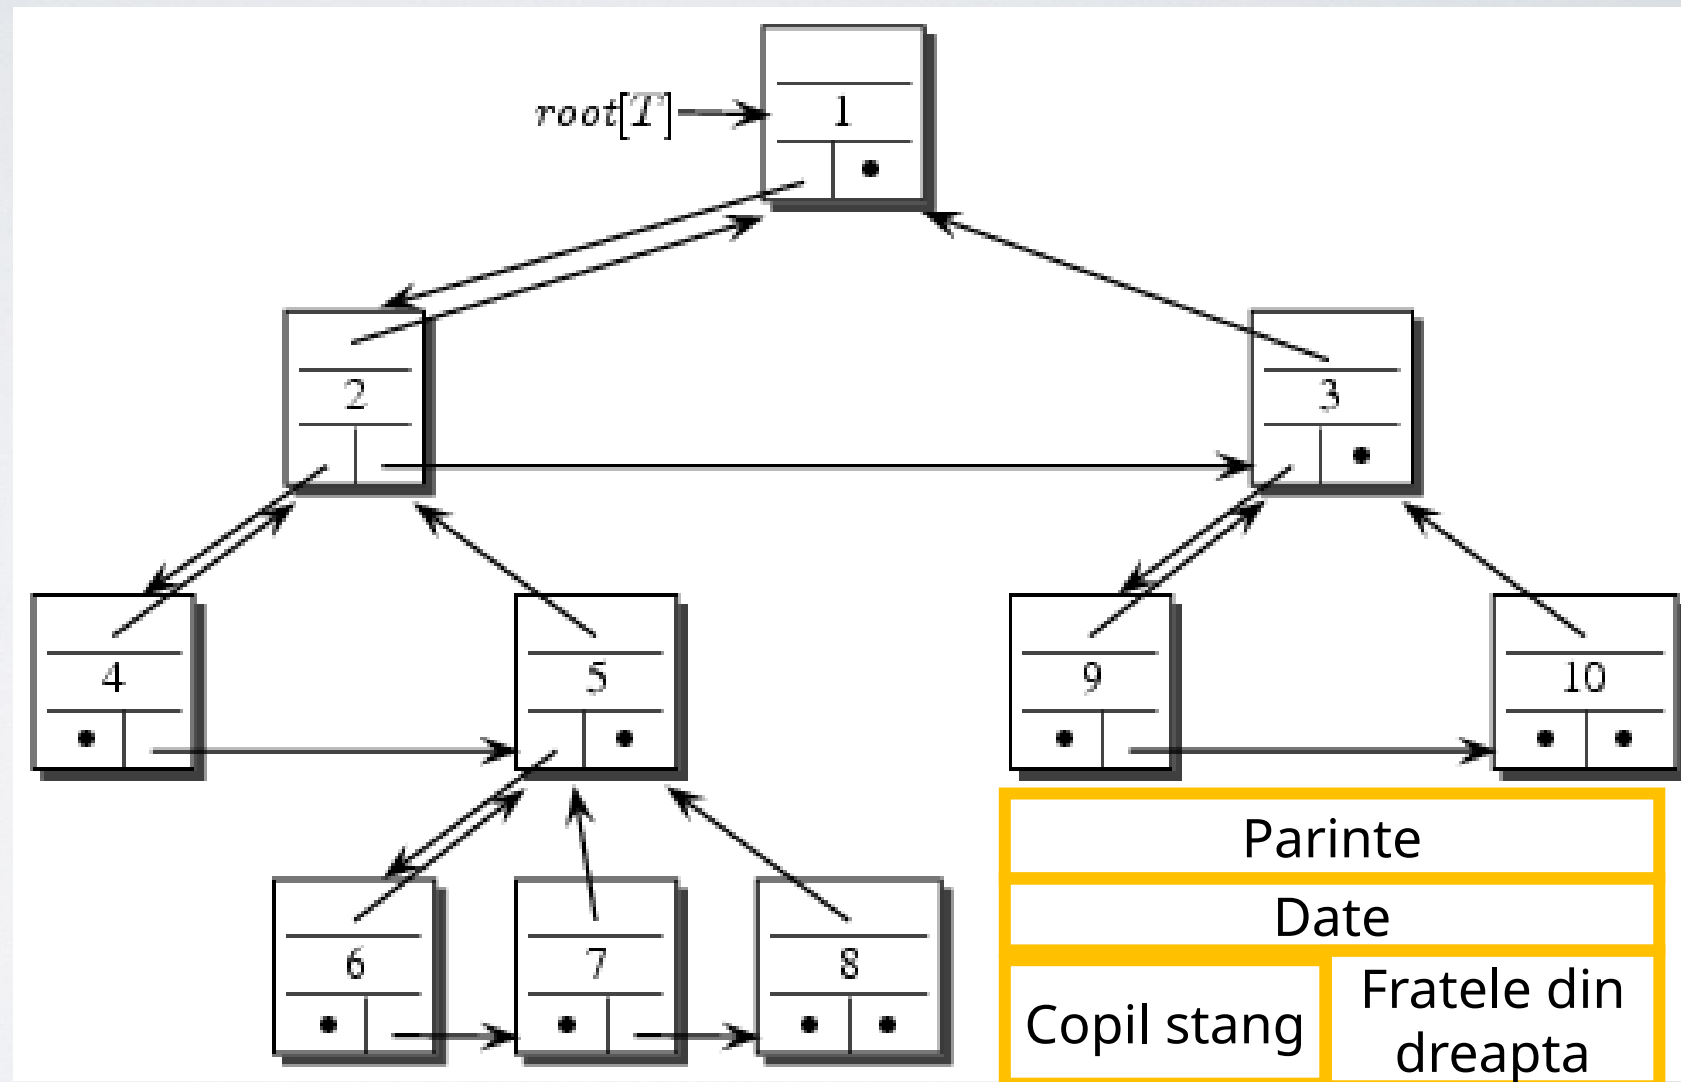 root[T]
1
2
3
4
5
9
10
6
7
8
Parinte
Date
Copil stang
Fratele din
dreapta